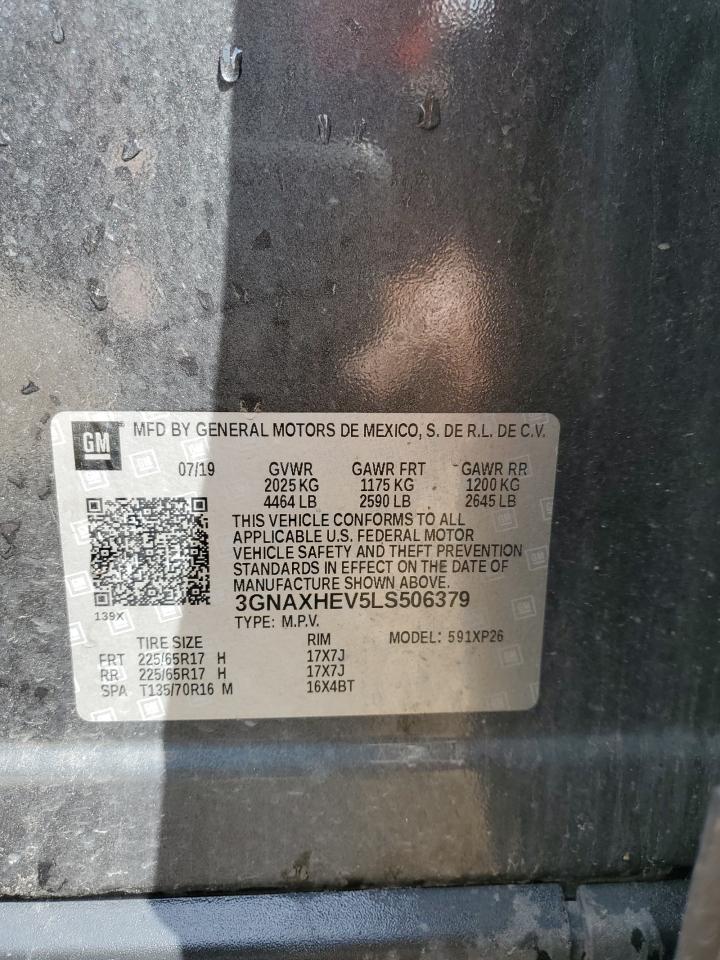 GM MFD BY GENERAL MOTORS DE MEXICO, S. DE R.L. DE C.V.
07/19 GVWR GAWR FRT GAWR RR
2025 KG 1175 KG 1200 KG
4464 LB 2590 LB 2645 LB
THIS VEHICLE CONFORMS TO ALL
APPLICABLE U.S. FEDERAL MOTOR
VEHICLE SAFETY AND THEFT PREVENTION
STANDARDS IN EFFECT ON THE DATE OF
MANUFACTURE SHOWN ABOVE.
139X 3GNAXHEV5LS506379
TYPE: M.P.V.
TIRE SIZE RIM MODEL: 591XP26
FRT 225/65R17 H 17X7J
RR 225/65R17 H 17X7J
SPA T135/70R16 M 16X4BT